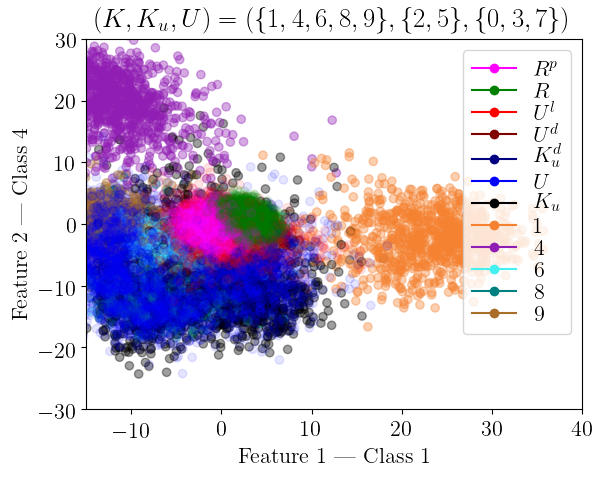 (K, K_u, U) = ({1, 4, 6, 8, 9}, {2, 5}, {0, 3, 7})
30
20
10
0
−10
−20
−30
Feature 2 — Class 4
R^p
R
U^l
U^d
K_u^d
U
K_u
1
4
6
8
9
−10
0
10
20
30
40
Feature 1 — Class 1